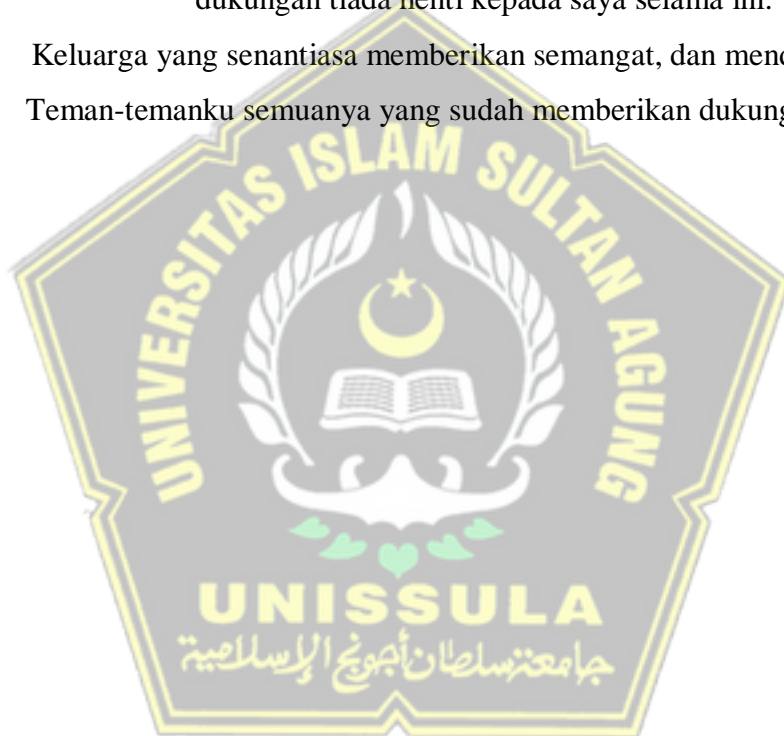 dukungan tiada henti kepada saya selama ini.
Keluarga yang senantiasa memberikan semangat, dan
Teman-temanku semuanya yang sudah memberikan
UNIVERSITAS ISLAM SULTAN AGUNG
UNISSULA
جامعة سلطان أجونج الإسلامية